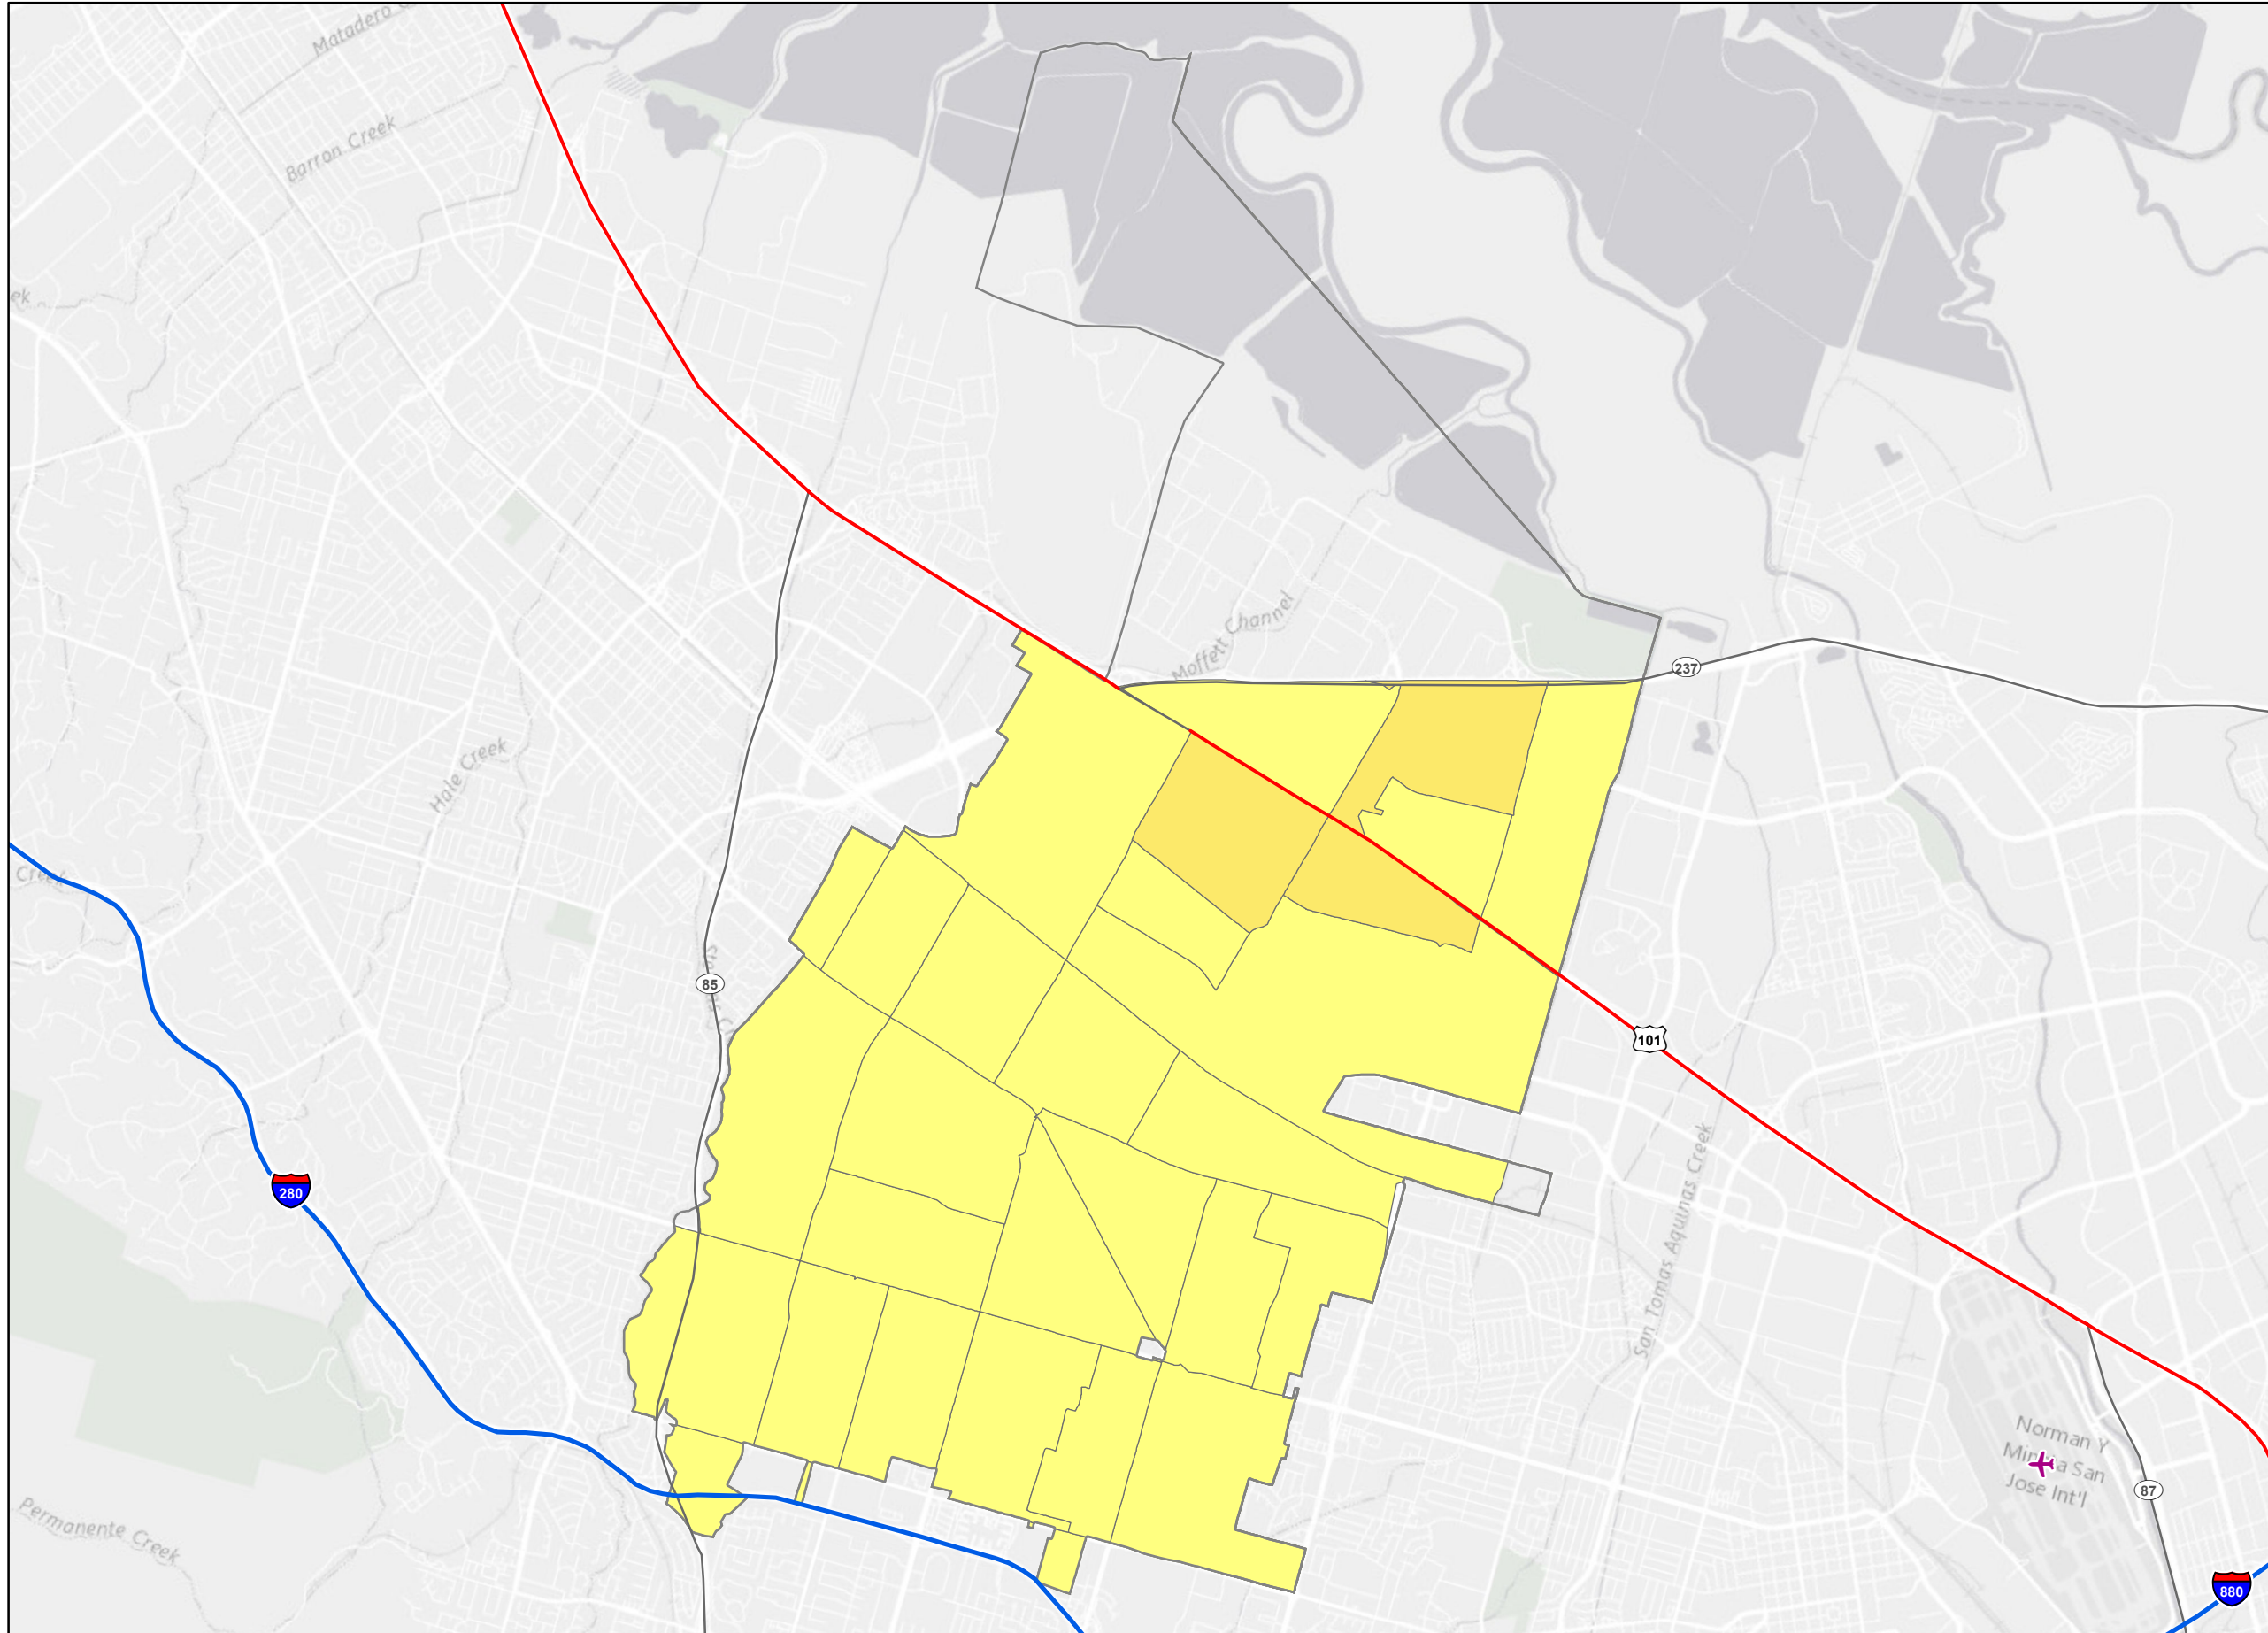 Matadero C
Barron Creek
ek
Moffett Channel
237
Hale Creek
Creek
85
101
San Tomas Aquinas Creek
280
Norman Y
Mineta San
Jose Int'l
87
Permanente Creek
880